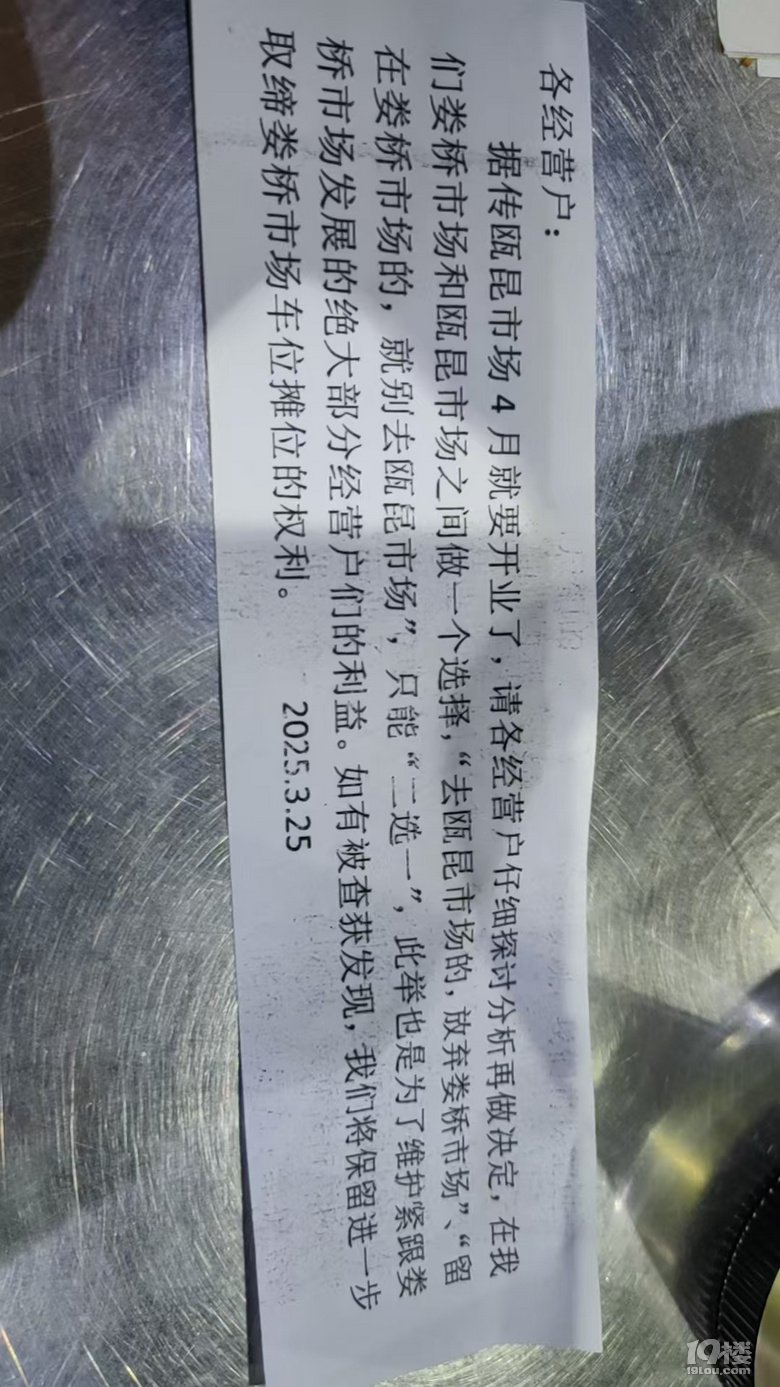 各经营户：
据传瓯昆市场4月就要开业了，请各经营户仔细探讨分析再做决定，在我
们娄桥市场和瓯昆市场之间做一个选择，“去瓯昆市场的，放弃娄桥市场”、“留
在娄桥市场的，就别去瓯昆市场”，只能“二选一”，此举也是为了维护紧跟娄
桥市场发展的绝大部分经营户们的利益。如有被查获发现，我们将保留进一步
取缔娄桥市场车位摊位的权利。
2025.3.25
19楼
19lou.com